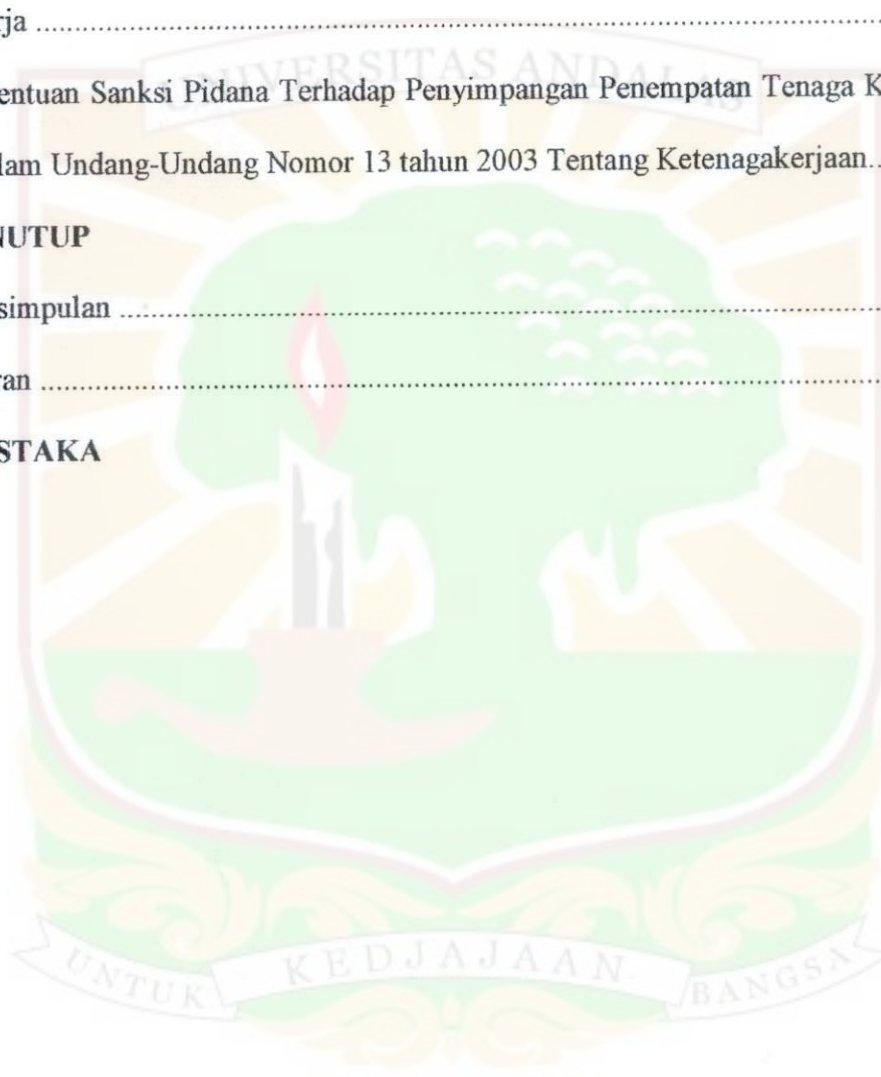 rja ........................................................................
UNIVERSITAS ANDALAS
entuan Sanksi Pidana Terhadap Penyimpangan Penempatan Tenaga K
lam Undang-Undang Nomor 13 tahun 2003 Tentang Ketenagakerjaan..
NUTUP
simpulan ........................................................................
ran ........................................................................
STAKA
UNTUK KEDJAJAAN BANGSA